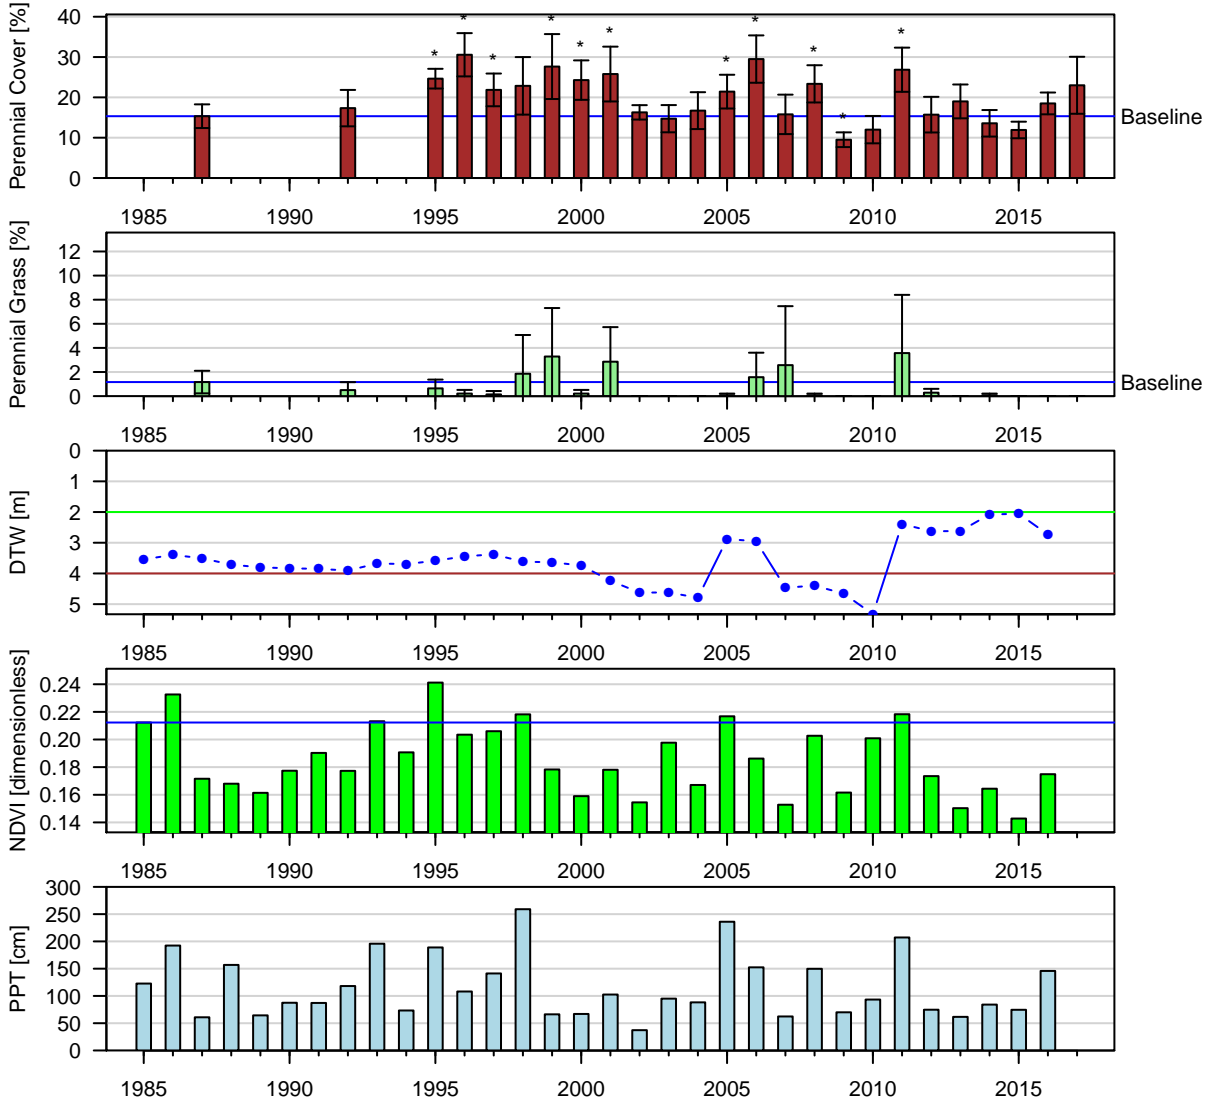 Perennial Cover [%]
40
30
20
10
0
* * * * * * * * * * *
Baseline
1985 1990 1995 2000 2005 2010 2015
Perennial Grass [%]
12
10
8
6
4
2
0
Baseline
1985 1990 1995 2000 2005 2010 2015
DTW [m]
0
1
2
3
4
5
1985 1990 1995 2000 2005 2010 2015
NDVI [dimensionless]
0.24
0.22
0.20
0.18
0.16
0.14
1985 1990 1995 2000 2005 2010 2015
PPT [cm]
300
250
200
150
100
50
0
1985 1990 1995 2000 2005 2010 2015